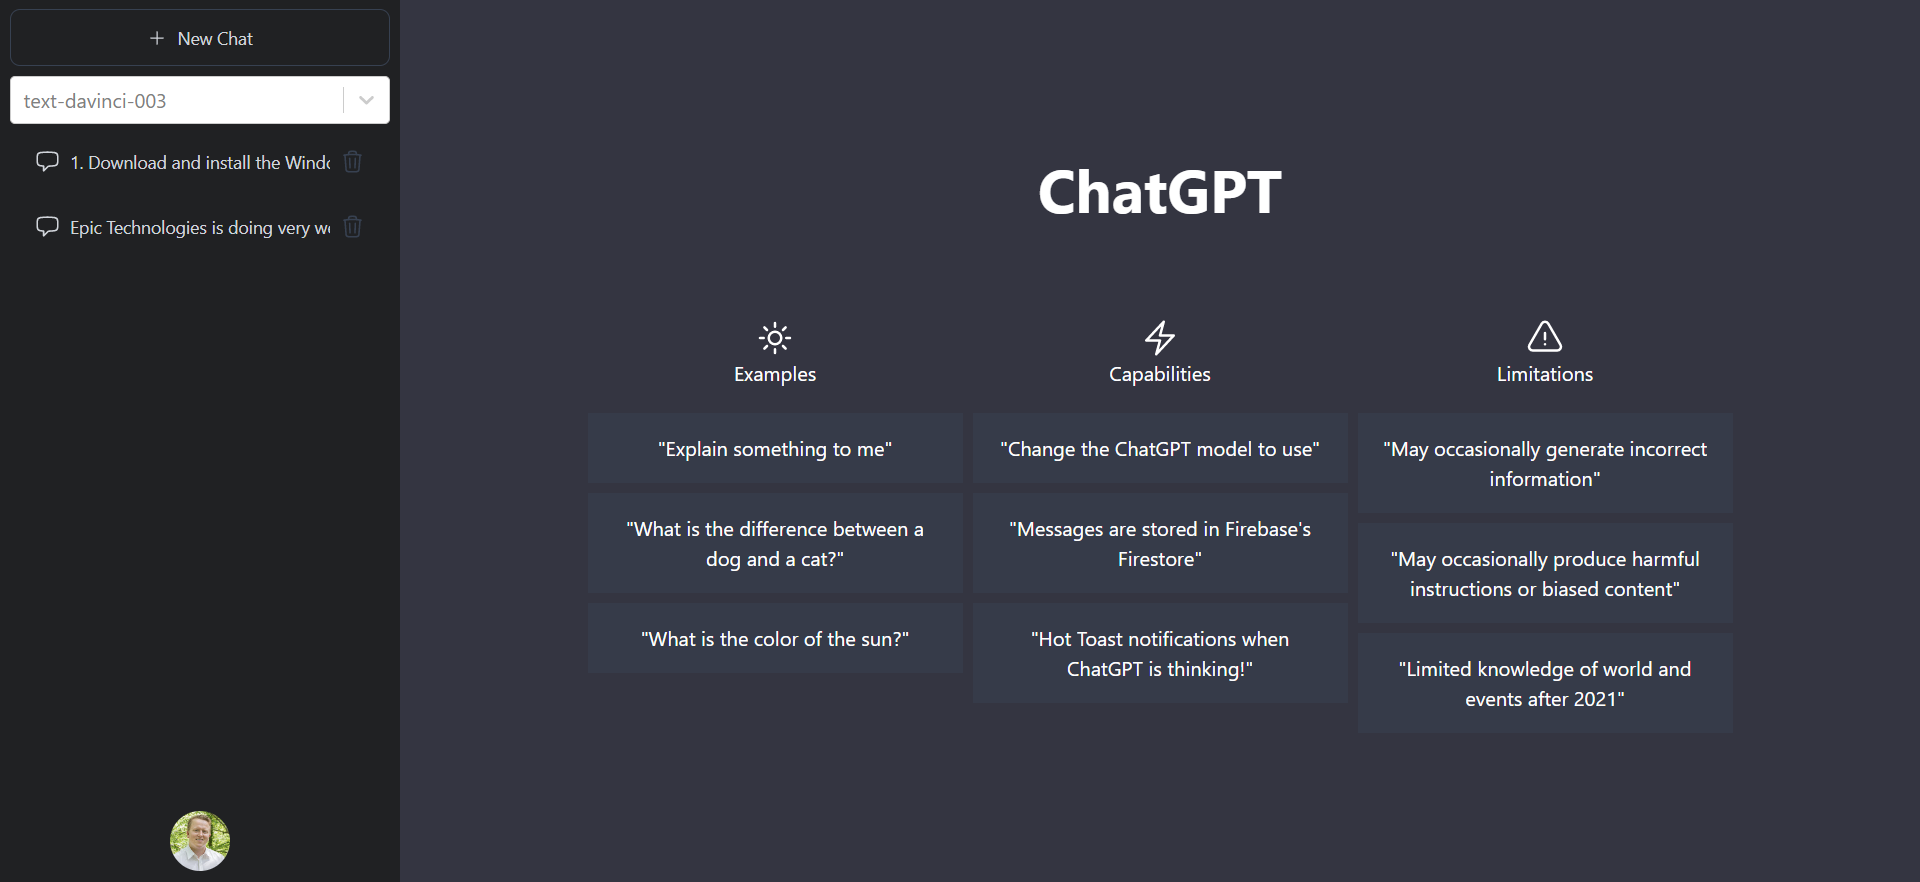 New Chat
text-davinci-003
1. Download and install the Windo
Epic Technologies is doing very we
ChatGPT
Examples
"Explain something to me"
"What is the difference between a
dog and a cat?"
"What is the color of the sun?"
Capabilities
"Change the ChatGPT model to use"
"Messages are stored in Firebase's
Firestore"
"Hot Toast notifications when
ChatGPT is thinking!"
Limitations
"May occasionally generate incorrect
information"
"May occasionally produce harmful
instructions or biased content"
"Limited knowledge of world and
events after 2021"